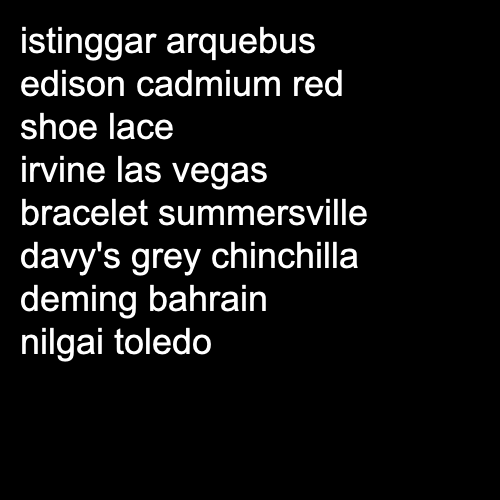 istinggar arquebus
edison cadmium red
shoe lace
irvine las vegas
bracelet summersville
davy's grey chinchilla
deming bahrain
nilgai toledo